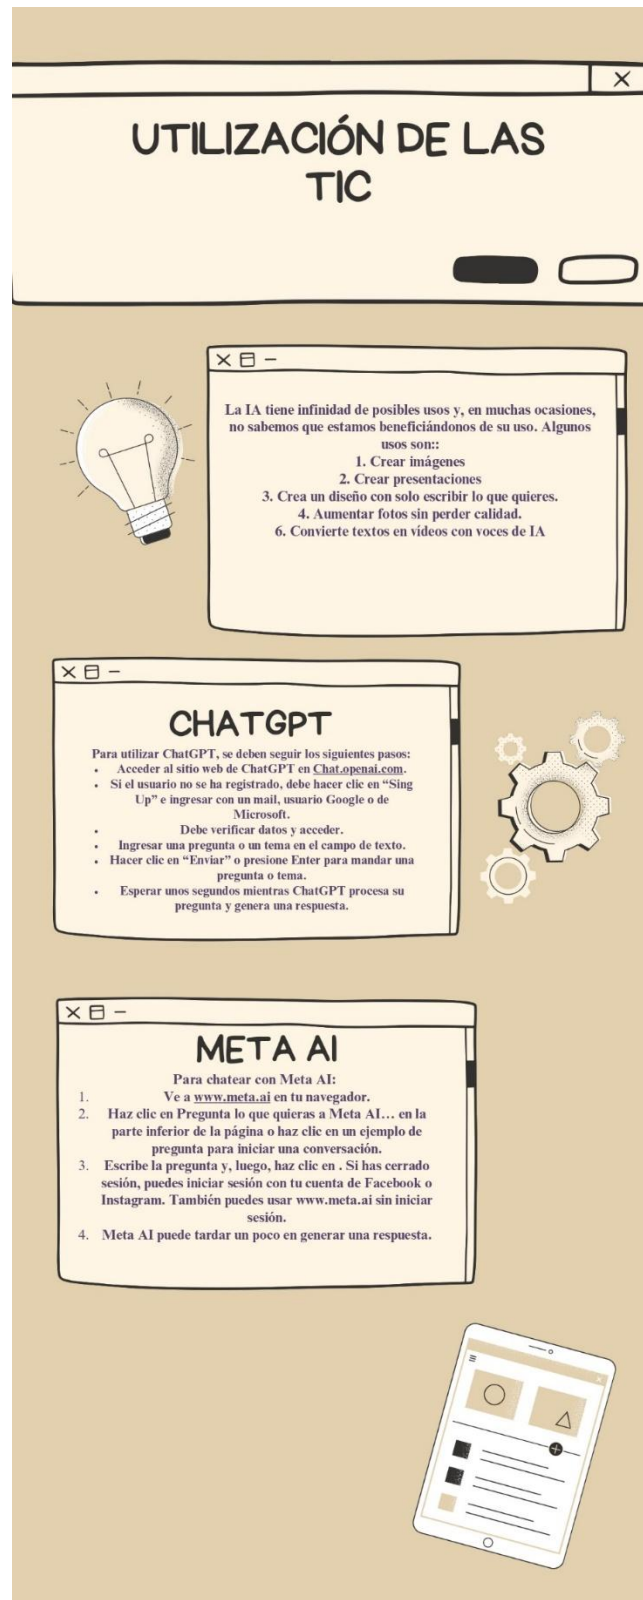 UTILIZACIÓN DE LAS
TIC
La IA tiene infinidad de posibles usos y, en muchas ocasiones,
no sabemos que estamos beneficiándonos de su uso. Algunos
usos son::
1. Crear imágenes
2. Crear presentaciones
3. Crea un diseño con solo escribir lo que quieres.
4. Aumentar fotos sin perder calidad.
6. Convierte textos en vídeos con voces de IA
CHATGPT
Para utilizar ChatGPT, se deben seguir los siguientes pasos:
• Acceder al sitio web de ChatGPT en Chat.openai.com.
• Si el usuario no se ha registrado, debe hacer clic en “Sing
Up” e ingresar con un mail, usuario Google o de
Microsoft.
• Debe verificar datos y acceder.
• Ingresar una pregunta o un tema en el campo de texto.
• Hacer clic en “Enviar” o presione Enter para mandar una
pregunta o tema.
• Esperar unos segundos mientras ChatGPT procesa su
pregunta y genera una respuesta.
META AI
Para chatear con Meta AI:
1. Ve a www.meta.ai en tu navegador.
2. Haz clic en Pregunta lo que quieras a Meta AI… en la
parte inferior de la página o haz clic en un ejemplo de
pregunta para iniciar una conversación.
3. Escribe la pregunta y, luego, haz clic en . Si has cerrado
sesión, puedes iniciar sesión con tu cuenta de Facebook o
Instagram. También puedes usar www.meta.ai sin iniciar
sesión.
4. Meta AI puede tardar un poco en generar una respuesta.